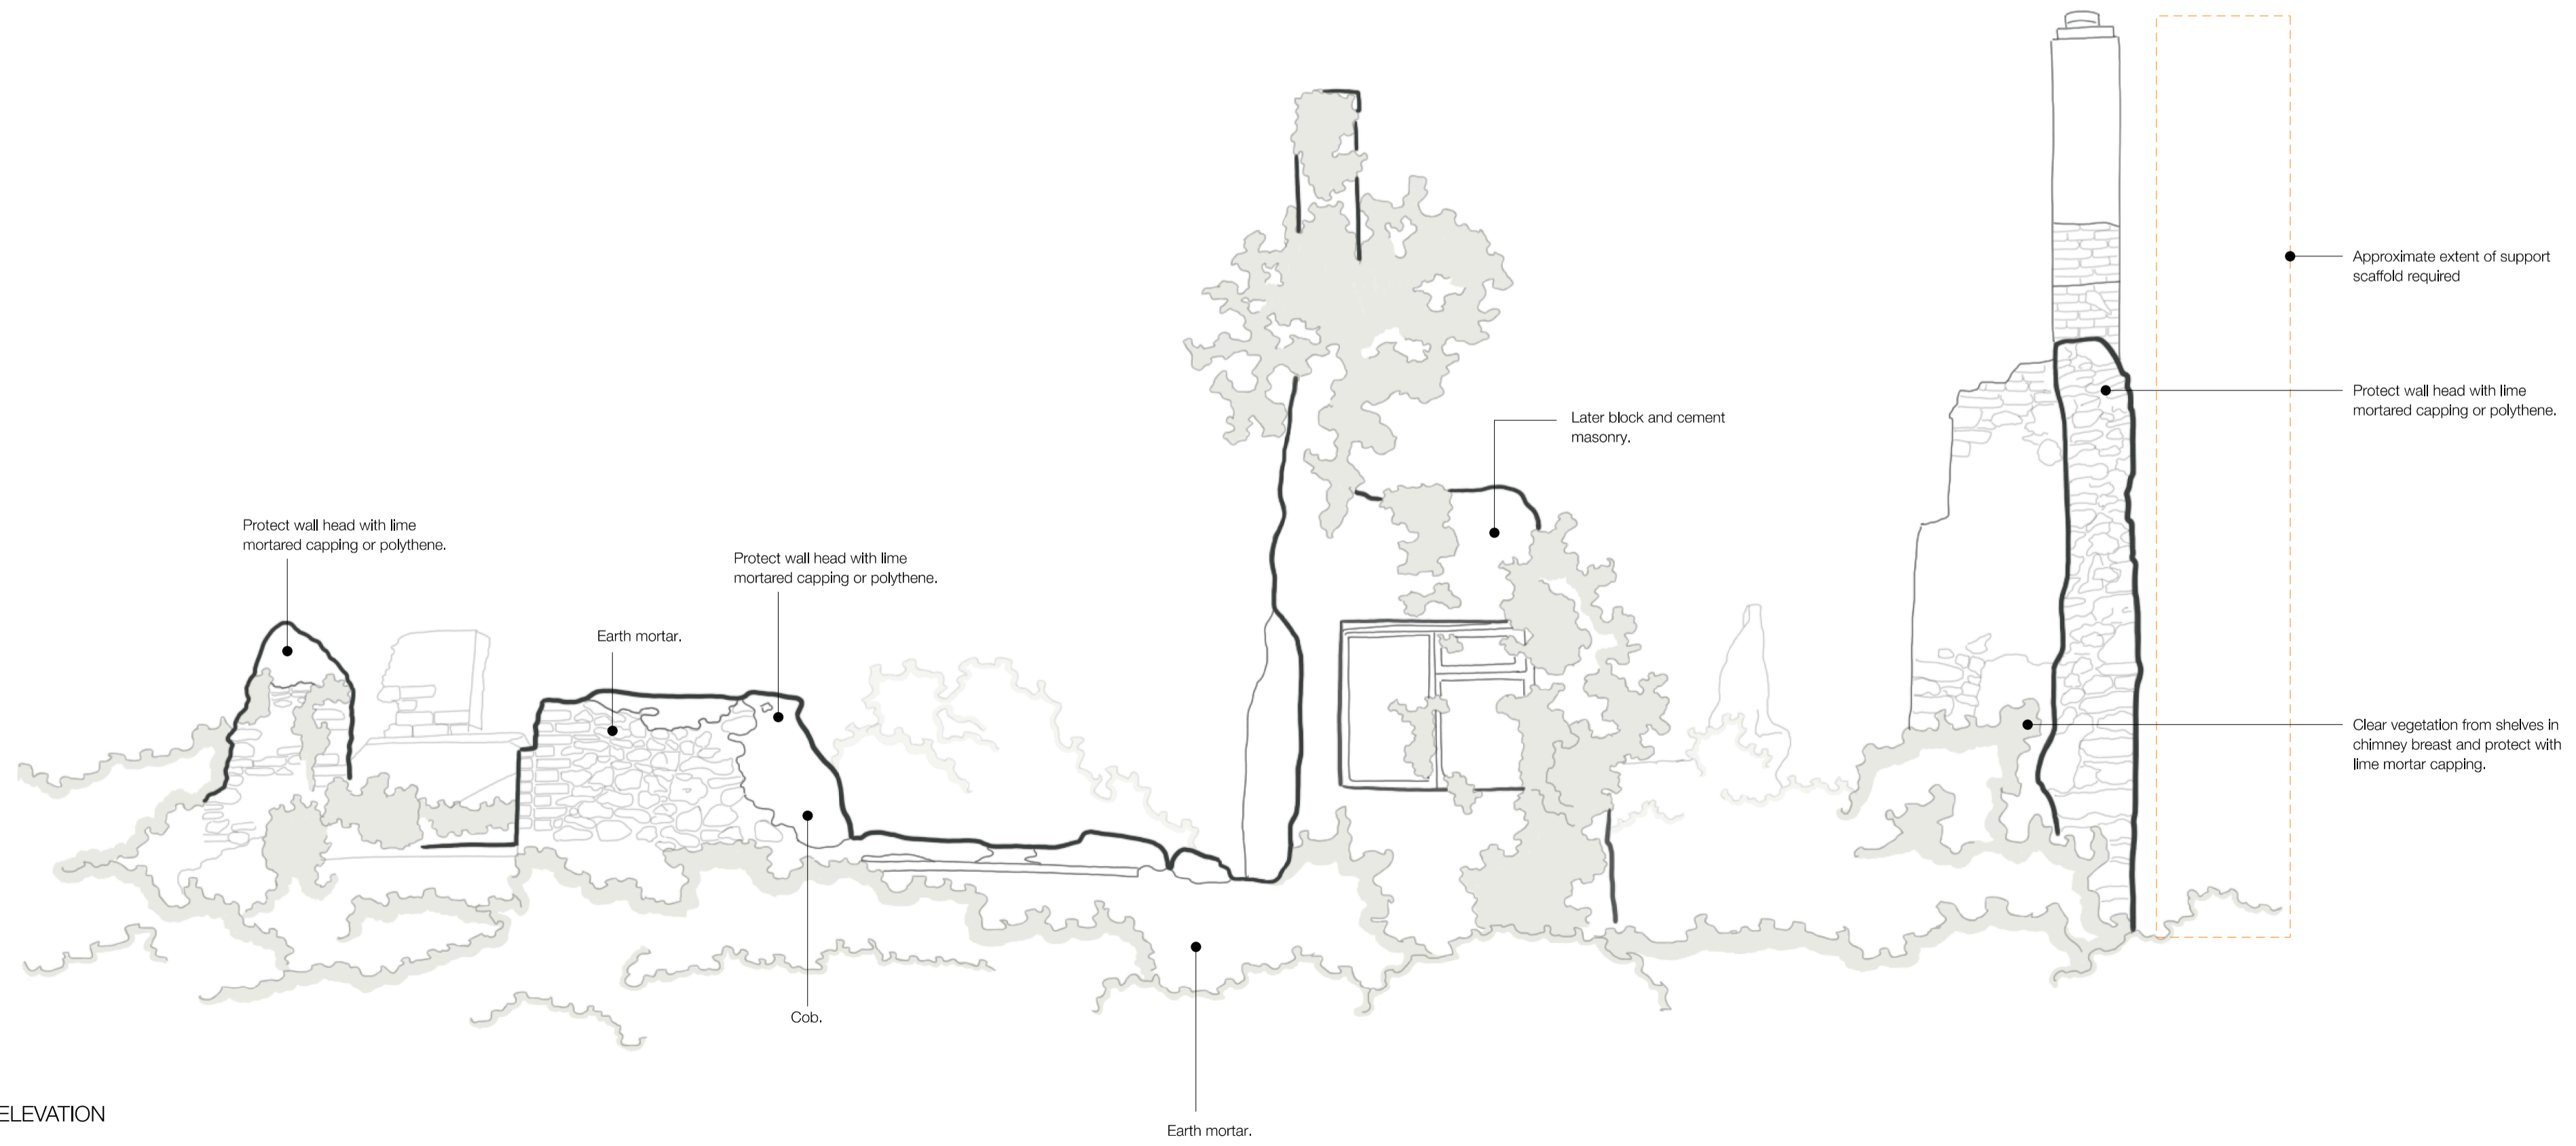 Approximate extent of support
scaffold required
Protect wall head with lime
mortared capping or polythene.
Later block and cement
masonry.
Protect wall head with lime
mortared capping or polythene.
Protect wall head with lime
mortared capping or polythene.
Earth mortar.
Clear vegetation from shelves in
chimney breast and protect with
lime mortar capping.
Cob.
ELEVATION
Earth mortar.